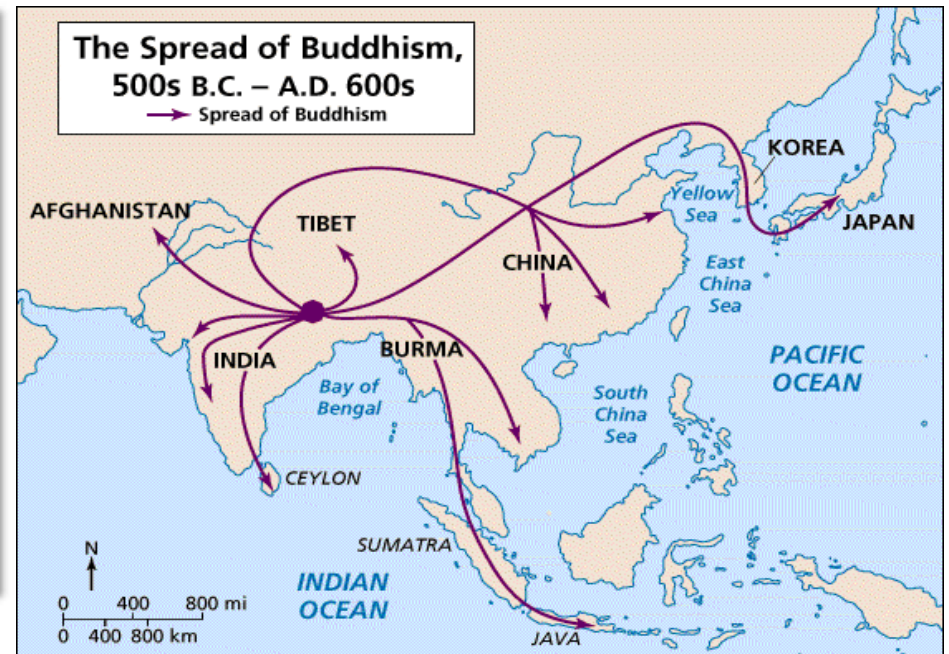 The Spread of Buddhism,
500s B.C. – A.D. 600s
Spread of Buddhism
KOREA
Yellow
Sea
AFGHANISTAN
TIBET
JAPAN
CHINA
East
China
Sea
INDIA
BURMA
PACIFIC
OCEAN
Bay of
Bengal
South
China
Sea
CEYLON
SUMATRA
N
INDIAN
OCEAN
0 400 800 mi
0 400 800 km
JAVA